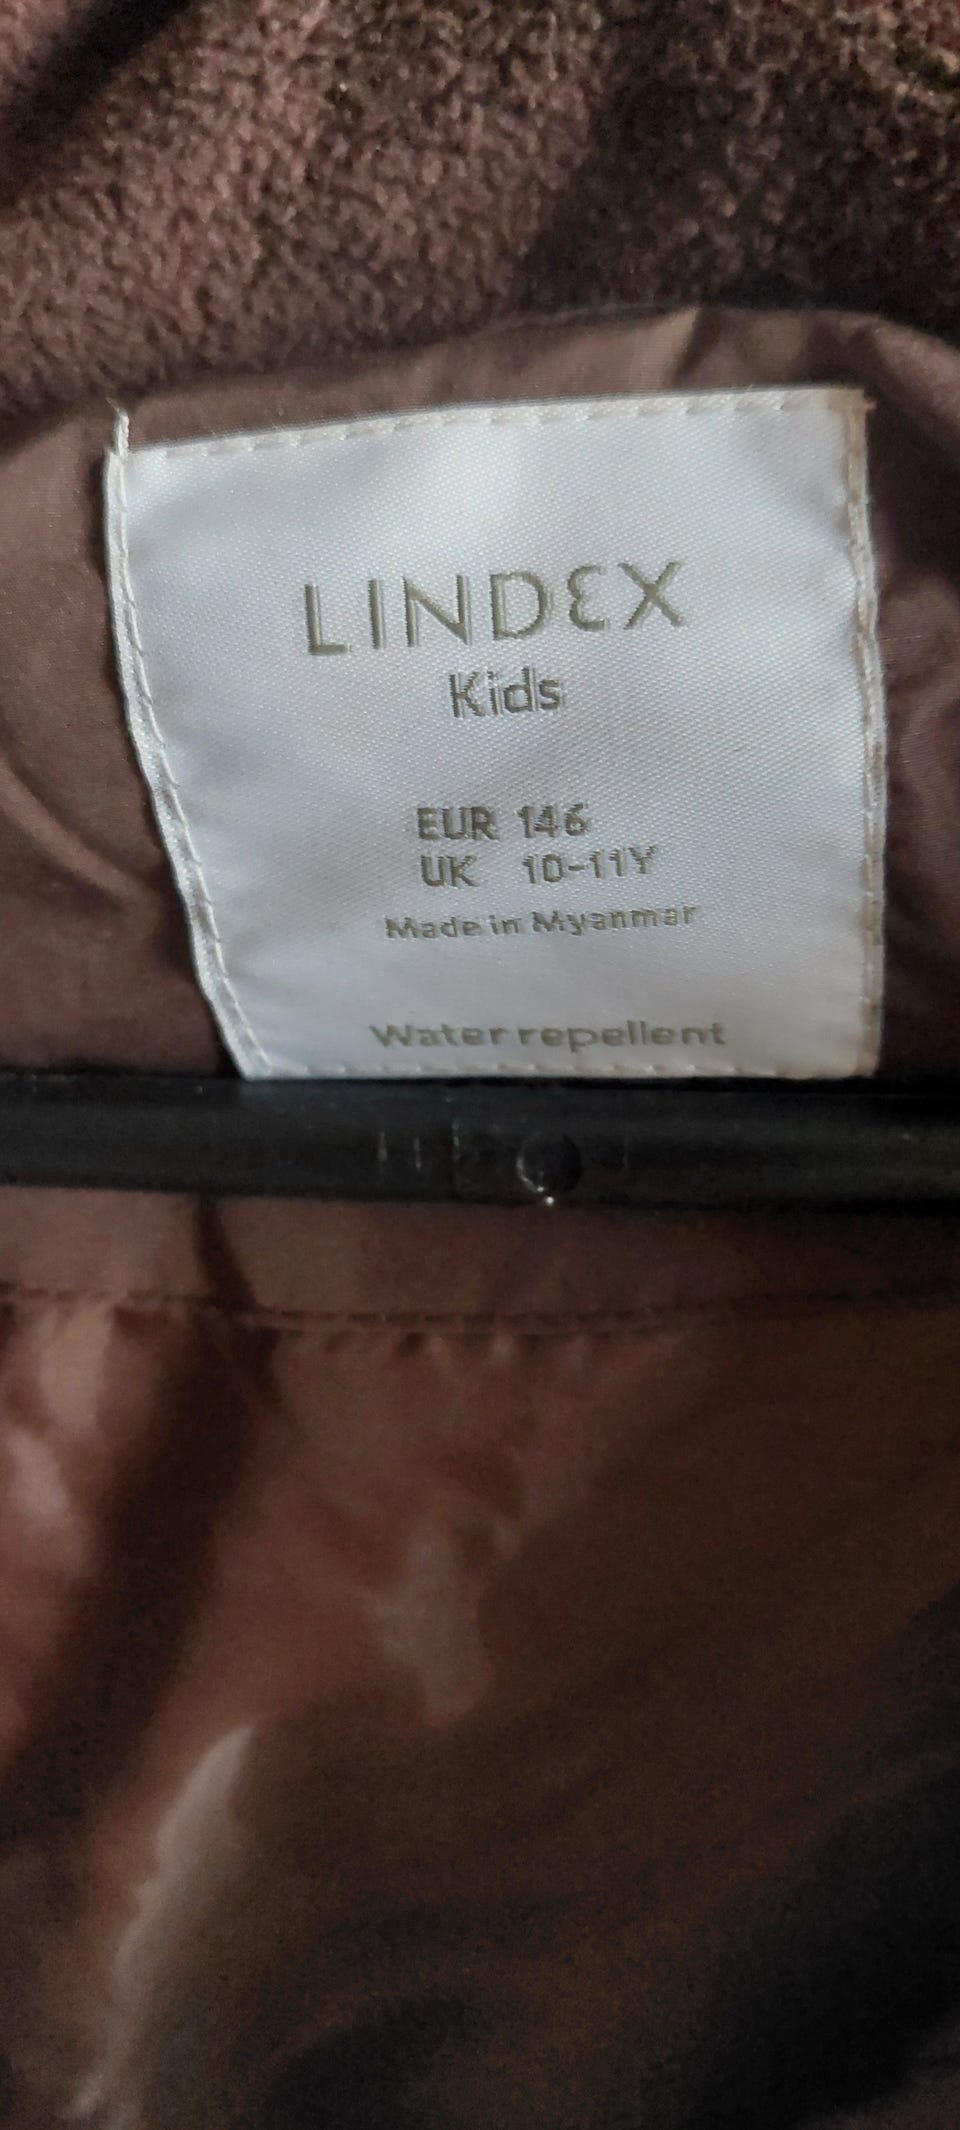 LINDEX
Kids
EUR 146
UK 10-11Y
Made in Myanmar
Water repellent